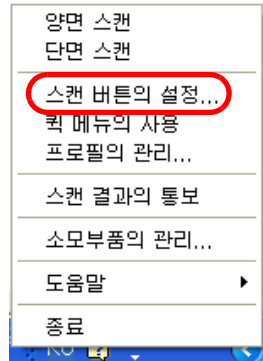 양면 스캔
단면 스캔
스캔 버튼의 설정...
퀵 메뉴의 사용
프로필의 관리...
스캔 결과의 통보
소모부품의 관리...
도움말
종료
KO